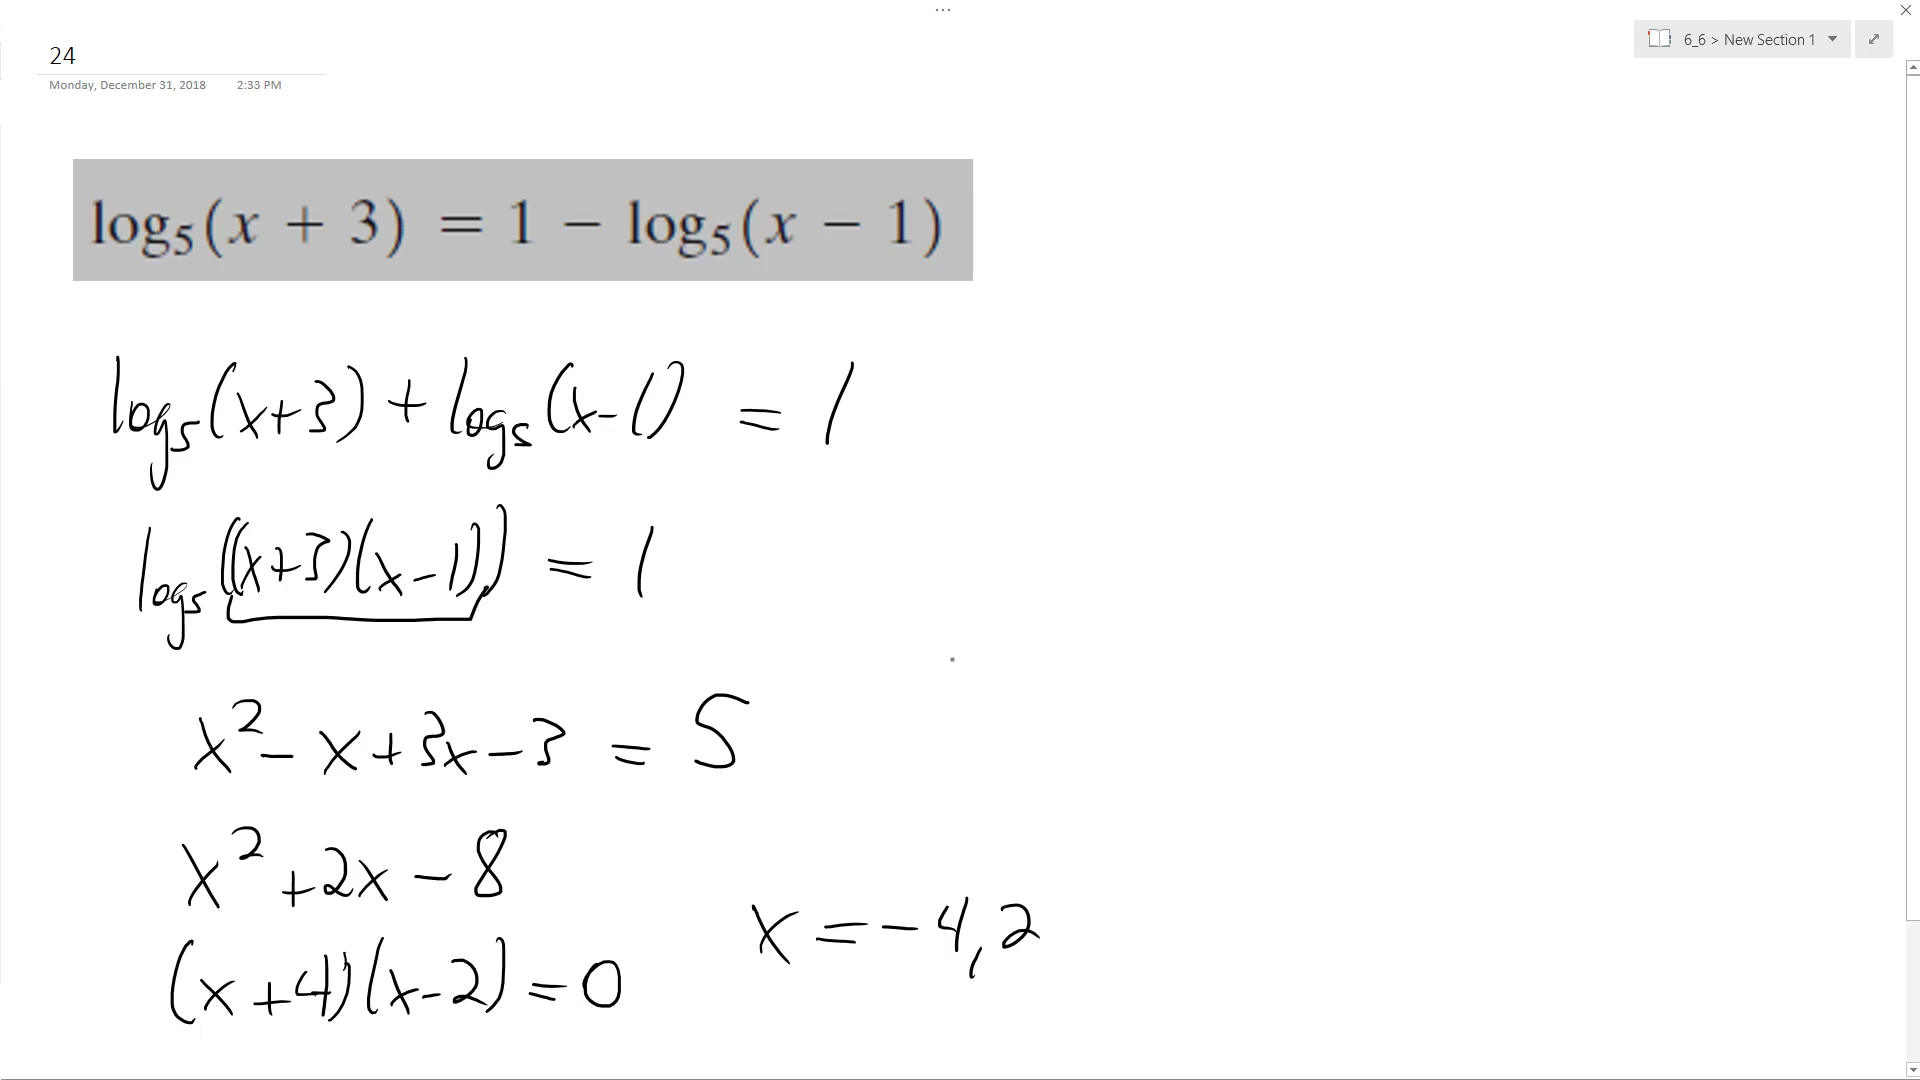 ...
6_6 > New Section 1
24
Monday, December 31, 2018 2:33 PM
log₅(x + 3) = 1 − log₅(x − 1)
log₅(x+3) + log₅(x-1) = 1
log₅((x+3)(x-1)) = 1
x² - x + 3x - 3 = 5
x² + 2x - 8
x = -4, 2
(x+4)(x-2) = 0